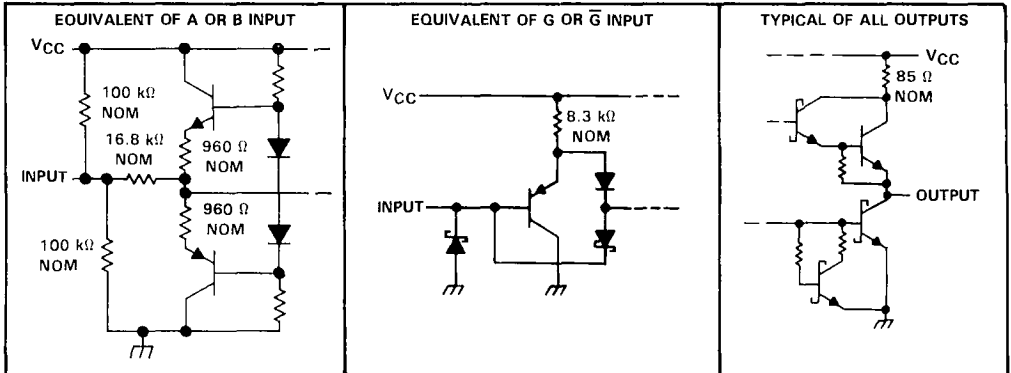 EQUIVALENT OF A OR B INPUT
VCC
100 kΩ
NOM
16.8 kΩ
NOM
960 Ω
NOM
INPUT
960 Ω
NOM
100 kΩ
NOM
EQUIVALENT OF G OR G̅ INPUT
VCC
8.3 kΩ
NOM
INPUT
TYPICAL OF ALL OUTPUTS
VCC
85 Ω
NOM
OUTPUT